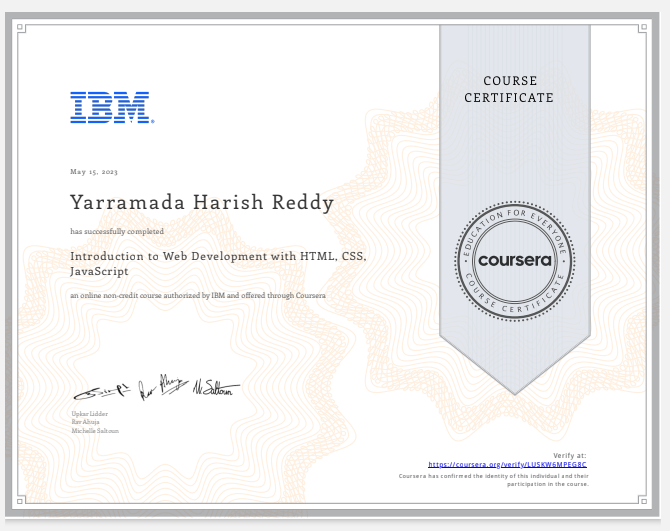 COURSE
CERTIFICATE
IBM
May 15, 2023
Yarramada Harish Reddy
has successfully completed
Introduction to Web Development with HTML, CSS,
JavaScript
an online non-credit course authorized by IBM and offered through Coursera
EDUCATION FOR EVERYONE
coursera
COURSE CERTIFICATE
Upkar Lidder
Rav Ahuja
Michelle Saltoun
Verify at:
https://coursera.org/verify/LUSKW6MPEG8C
Coursera has confirmed the identity of this individual and their
participation in the course.